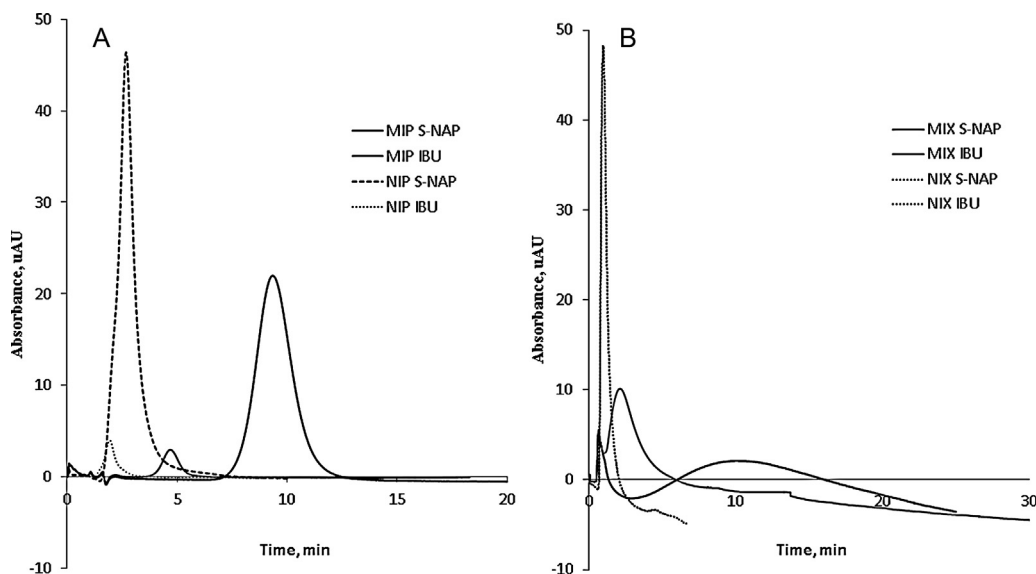 A
50
40
30
20
10
0
-10
0
5
10
15
20
Absorbance, uAU
Time, min
MIP S-NAP
MIP IBU
NIP S-NAP
NIP IBU
B
50
40
30
20
10
0
-10
0
10
20
30
Absorbance, uAU
Time, min
MIX S-NAP
MIX IBU
NIX S-NAP
NIX IBU